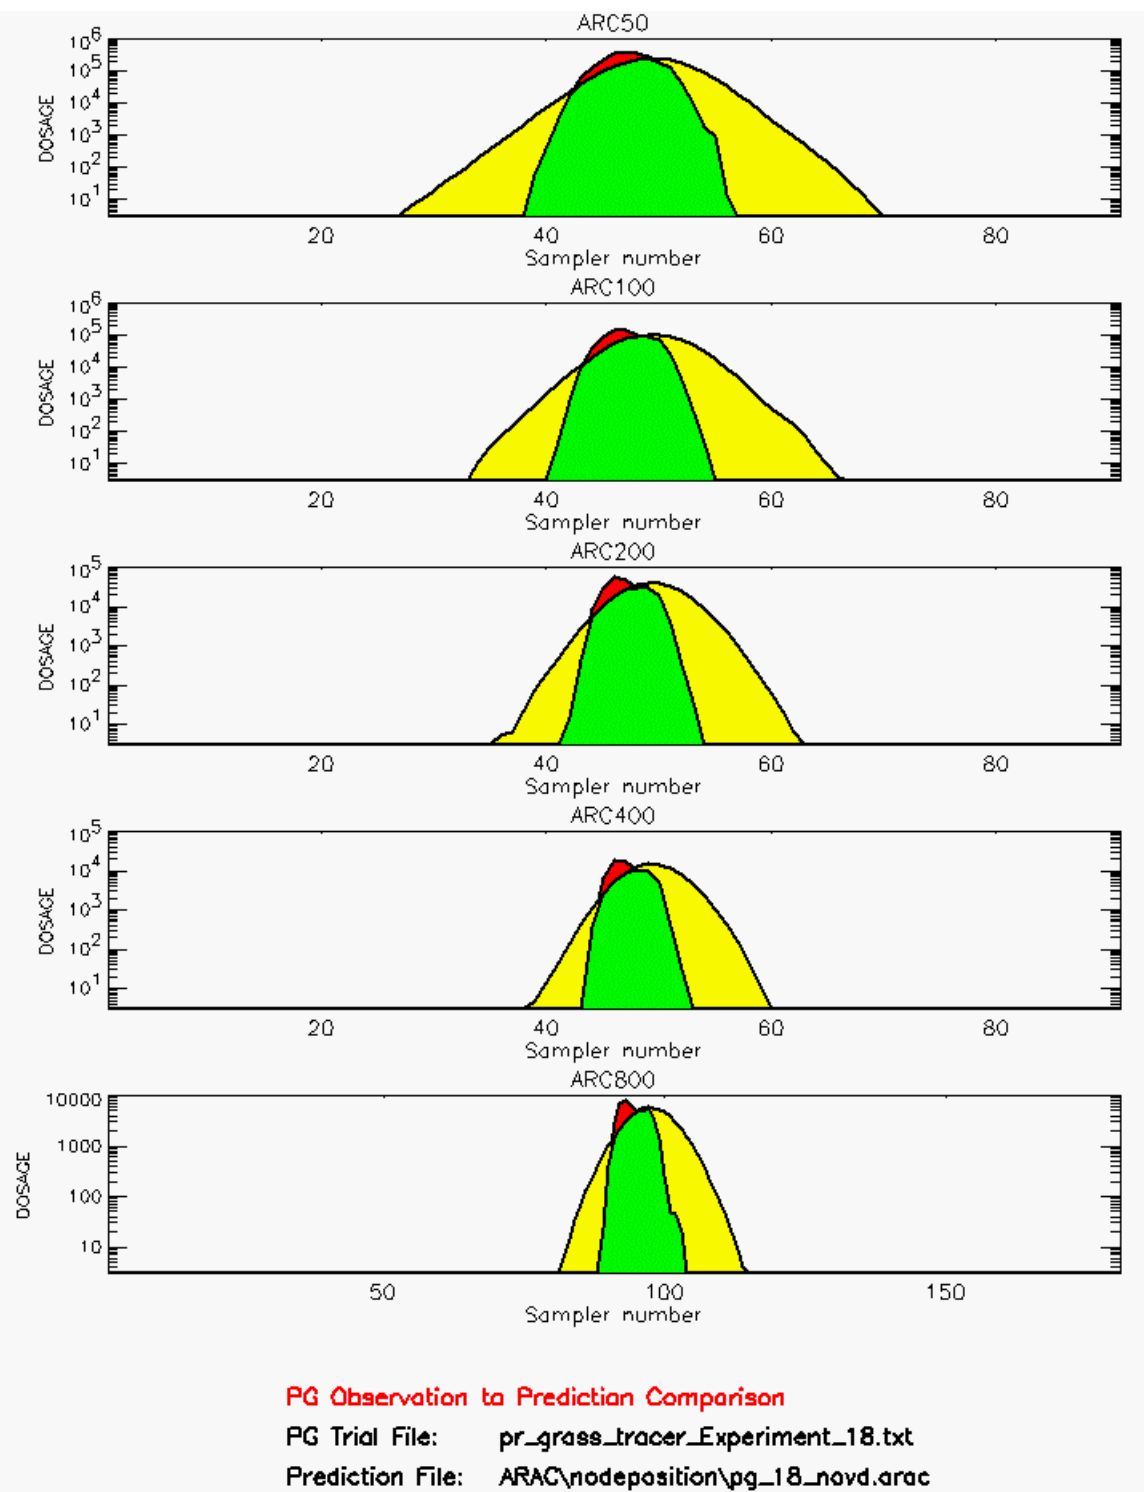 ARC50
10^6
10^5
10^4
10^3
10^2
10^1
DOSAGE
20 40 60 80
Sampler number
ARC100
10^6
10^5
10^4
10^3
10^2
10^1
DOSAGE
20 40 60 80
Sampler number
ARC200
10^5
10^4
10^3
10^2
10^1
DOSAGE
20 40 60 80
Sampler number
ARC400
10^5
10^4
10^3
10^2
10^1
DOSAGE
20 40 60 80
Sampler number
ARC800
10000
1000
100
10
DOSAGE
50 100 150
Sampler number
PG Observation to Prediction Comparison
PG Trial File: pr_grass_tracer_Experiment_18.txt
Prediction File: ARAC\nodeposition\pg_18_novd.arac